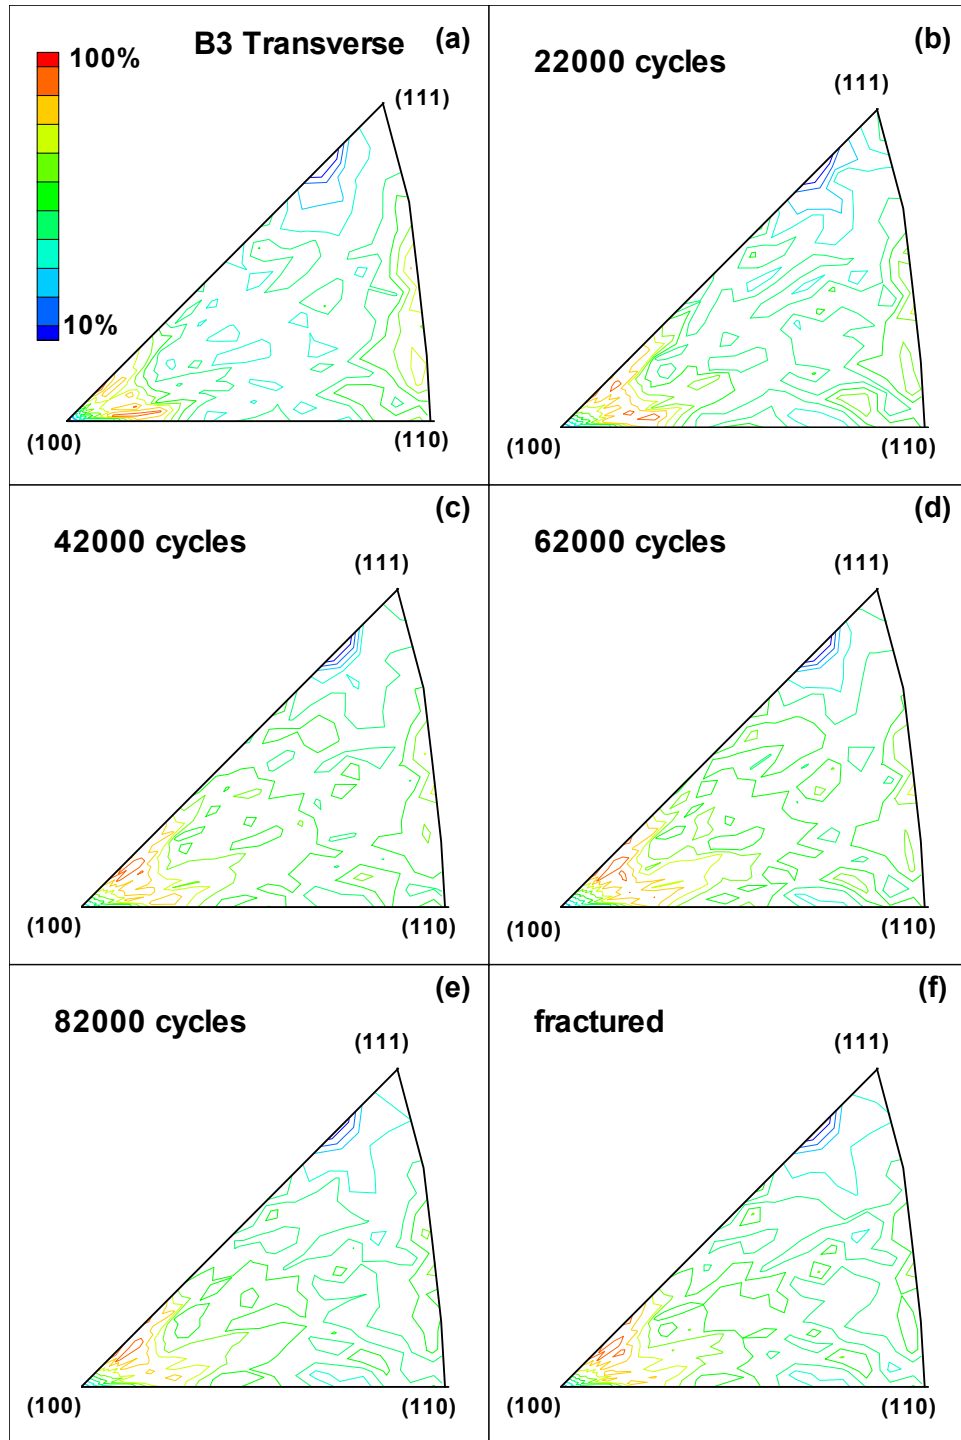 B3 Transverse (a)
100%
10%
(111)
(100)
(110)
(b)
22000 cycles
(111)
(100)
(110)
(c)
42000 cycles
(111)
(100)
(110)
(d)
62000 cycles
(111)
(100)
(110)
(e)
82000 cycles
(111)
(100)
(110)
(f)
fractured
(111)
(100)
(110)